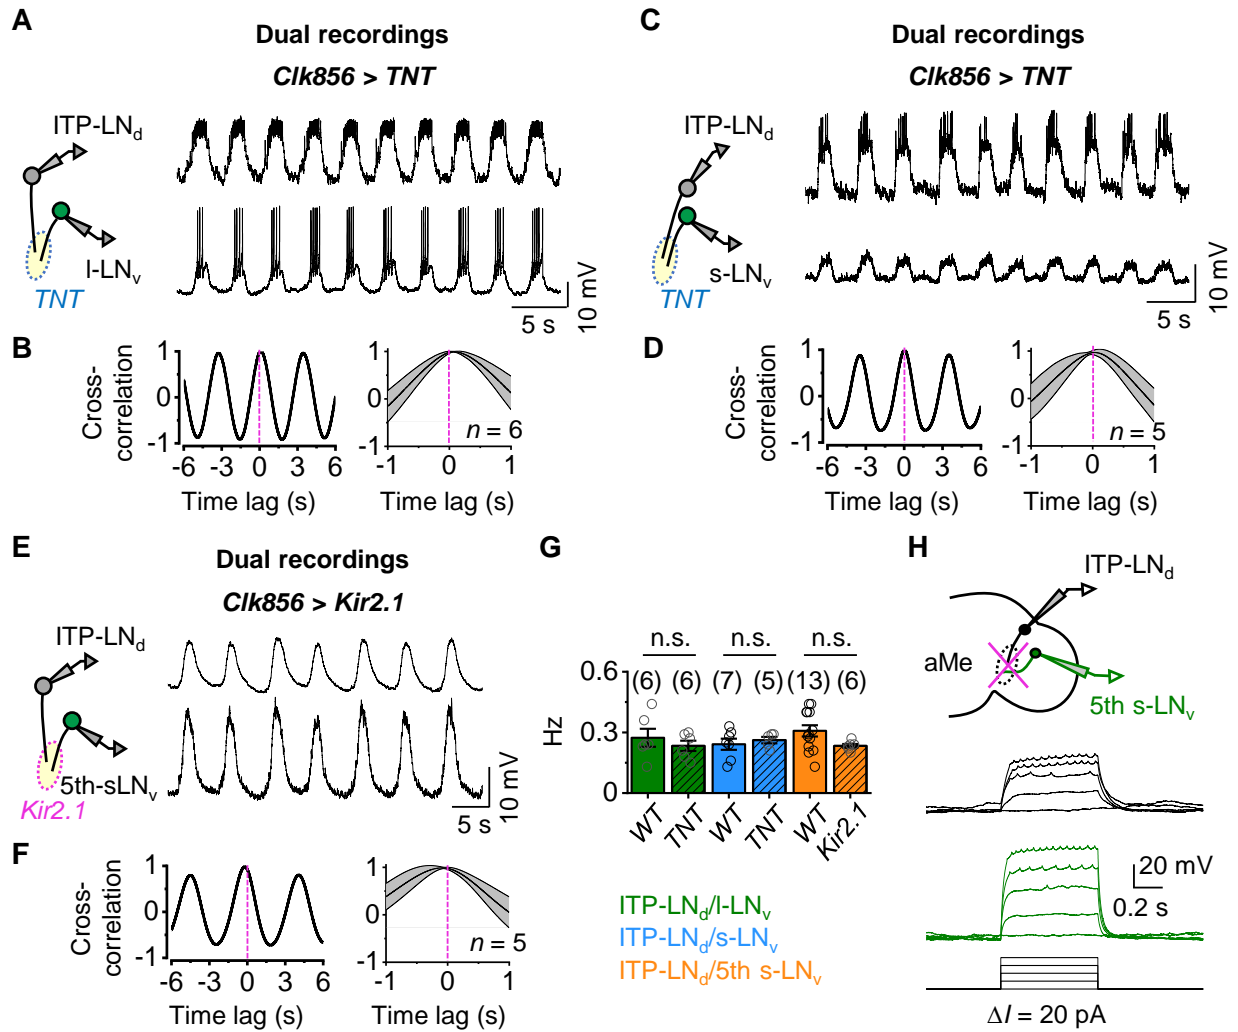 A
Dual recordings
Clk856 > TNT
ITP-LNd
l-LNv
TNT
5 s
10 mV
B
Cross-correlation
1
0
-1
-6 -3 0 3 6
Time lag (s)
1
0
-1
n = 6
-1 0 1
Time lag (s)
C
Dual recordings
Clk856 > TNT
ITP-LNd
s-LNv
TNT
5 s
10 mV
D
Cross-correlation
1
0
-1
-6 -3 0 3 6
Time lag (s)
1
0
-1
n = 5
-1 0 1
Time lag (s)
E
Dual recordings
Clk856 > Kir2.1
ITP-LNd
5th-sLNv
Kir2.1
5 s
10 mV
F
Cross-correlation
1
0
-1
-6 -3 0 3 6
Time lag (s)
1
0
-1
n = 5
-1 0 1
Time lag (s)
G
n.s. n.s. n.s.
(6) (6) (7) (5) (13) (6)
Hz
0.6
0.3
0
WT TNT WT TNT WT Kir2.1
ITP-LNd/l-LNv
ITP-LNd/s-LNv
ITP-LNd/5th s-LNv
H
ITP-LNd
aMe
5th s-LNv
20 mV
0.2 s
ΔI = 20 pA